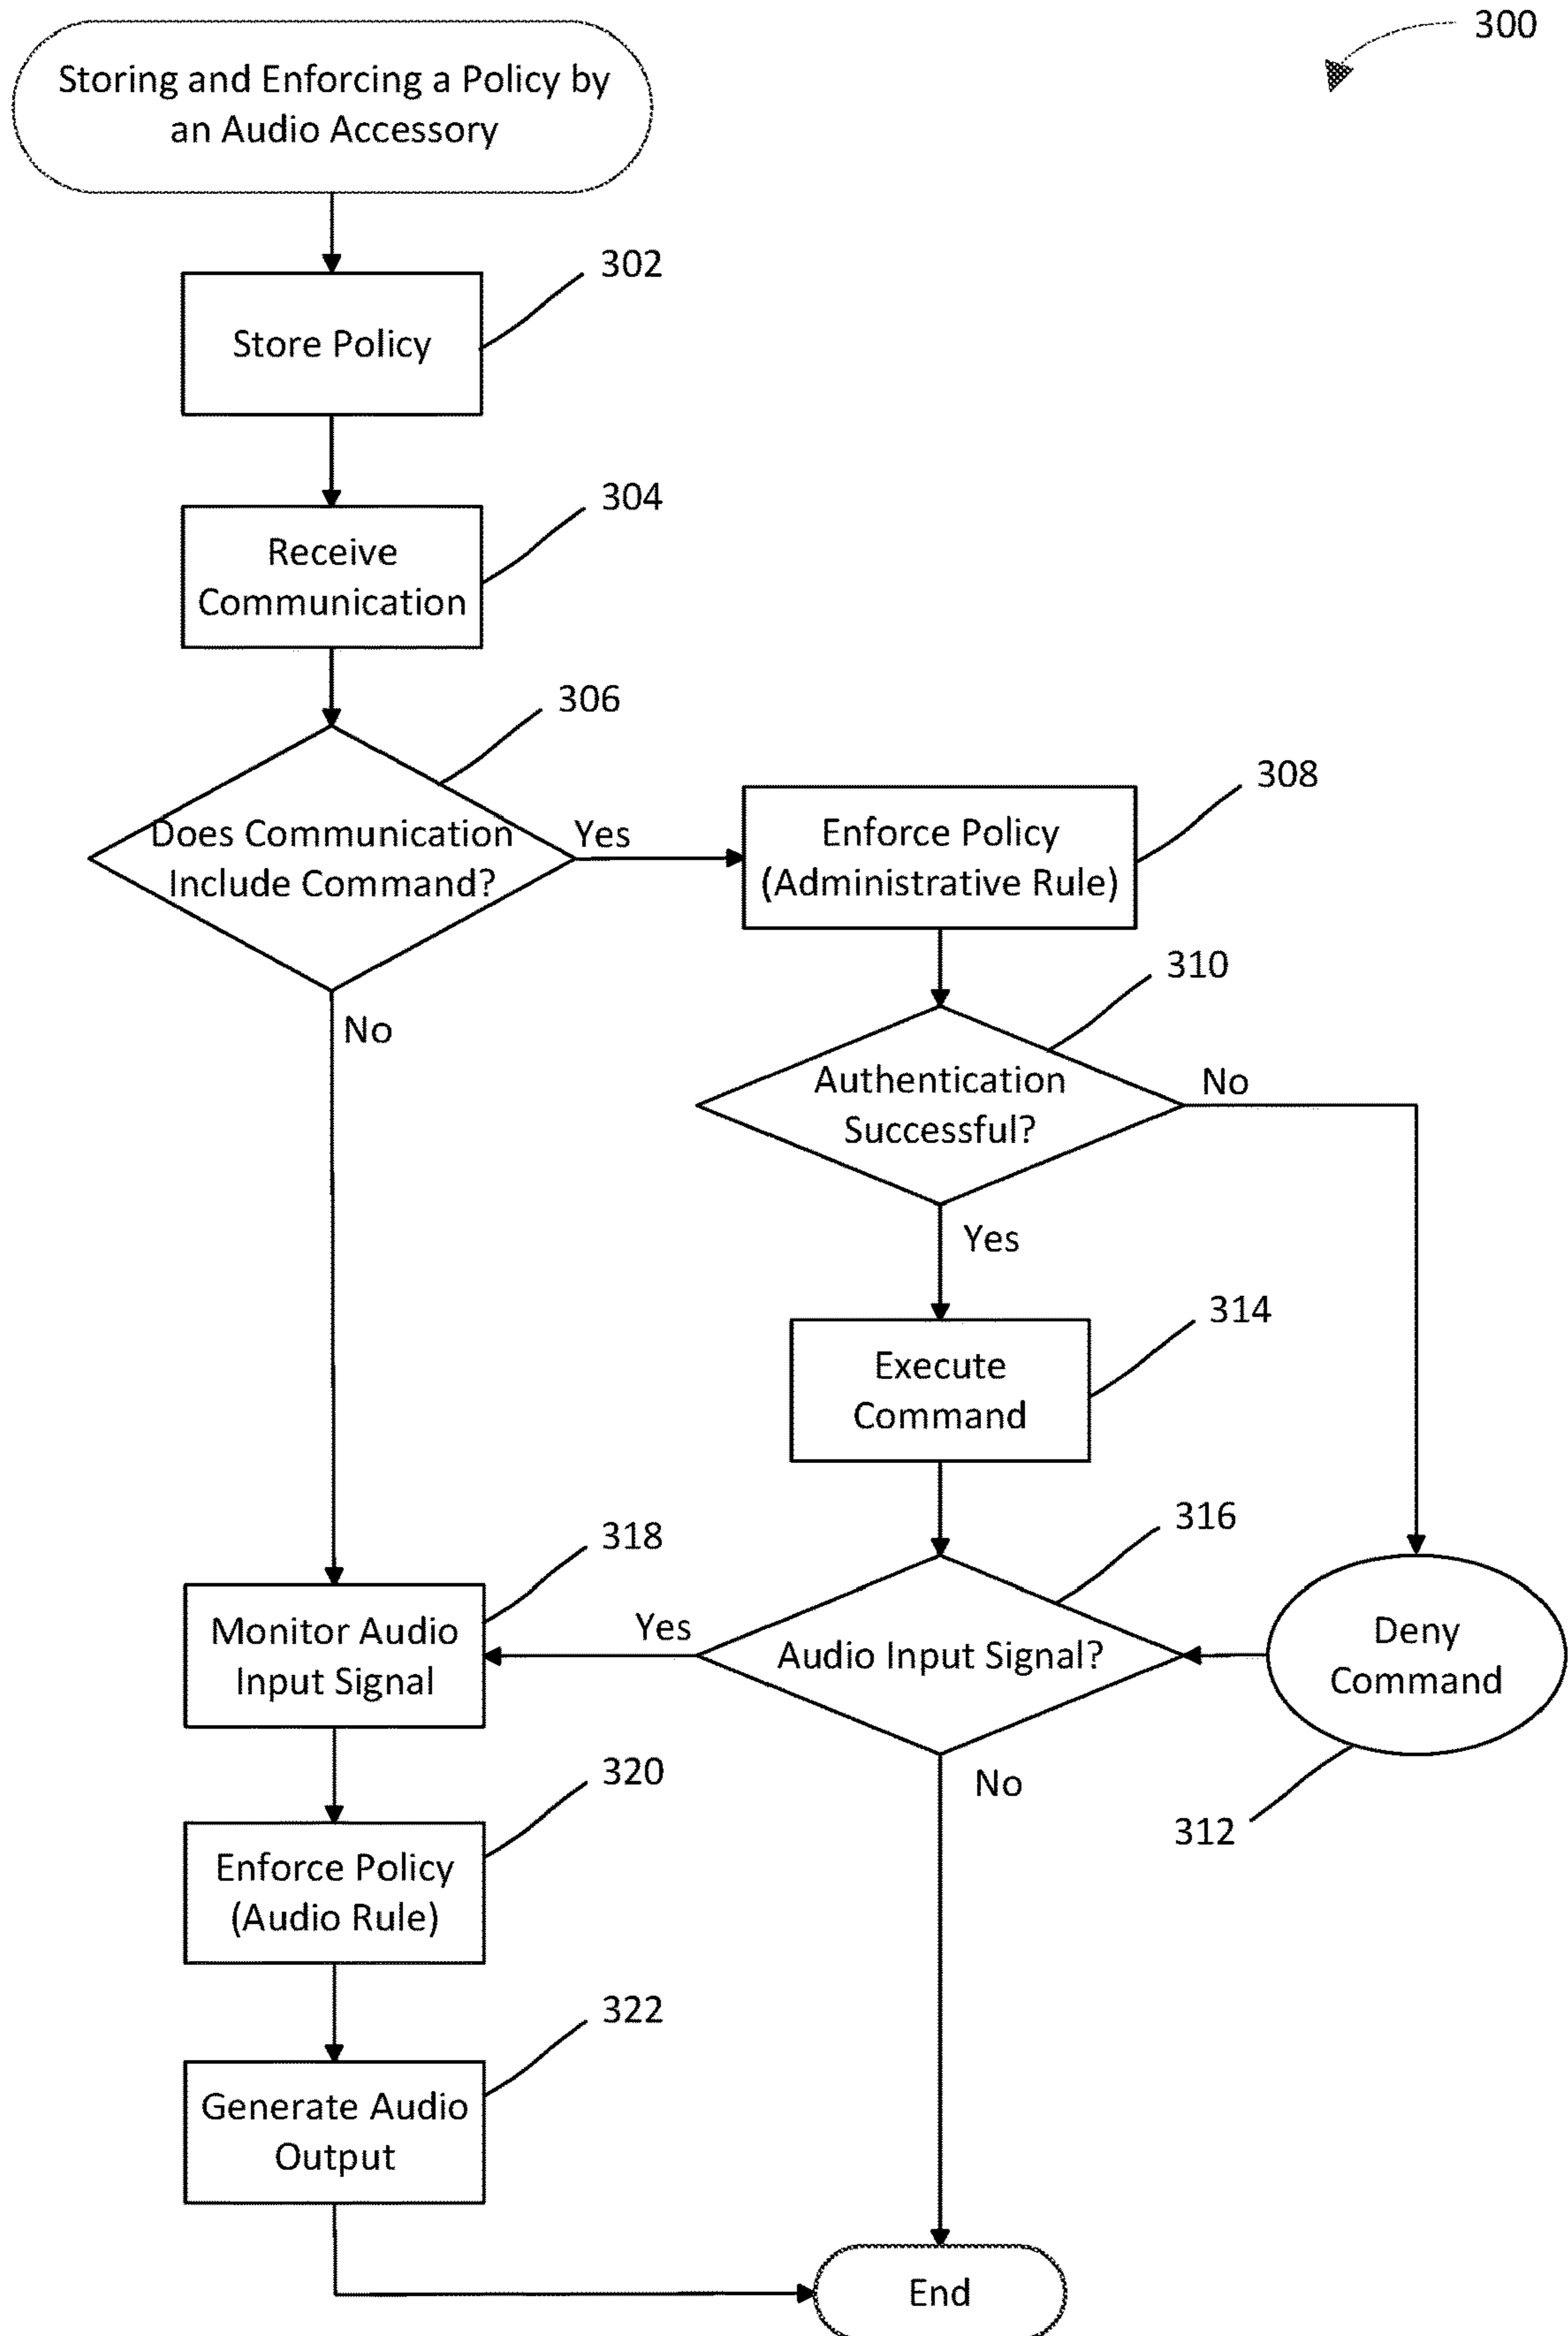 300
Storing and Enforcing a Policy by
an Audio Accessory
302
Store Policy
304
Receive
Communication
306
Does Communication
Include Command?
Yes
No
308
Enforce Policy
(Administrative Rule)
310
Authentication
Successful?
No
Yes
314
Execute
Command
316
Audio Input Signal?
Yes
No
Deny
Command
312
318
Monitor Audio
Input Signal
320
Enforce Policy
(Audio Rule)
322
Generate Audio
Output
End